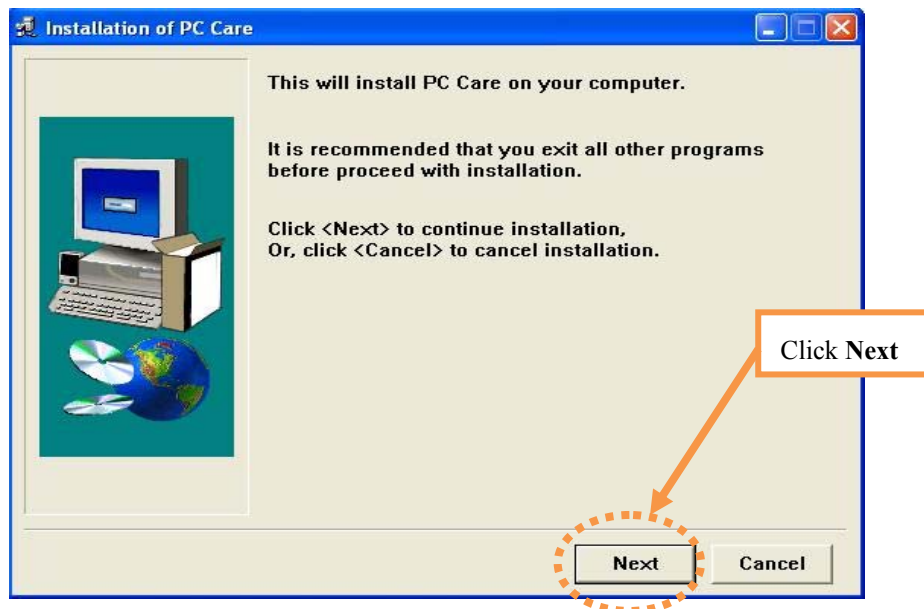 Installation of PC Care
This will install PC Care on your computer.
It is recommended that you exit all other programs
before proceed with installation.
Click <Next> to continue installation,
Or, click <Cancel> to cancel installation.
Click Next
Next
Cancel